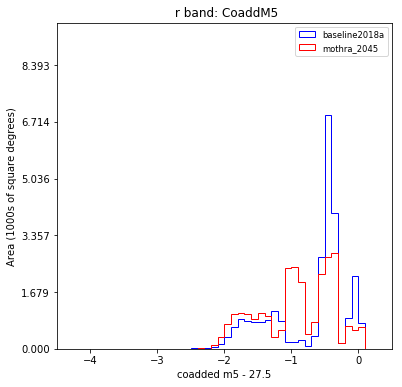 r band: CoaddM5
baseline2018a
mothra_2045
Area (1000s of square degrees)
8.393
6.714
5.036
3.357
1.679
0.000
−4
−3
−2
−1
0
coadded m5 - 27.5